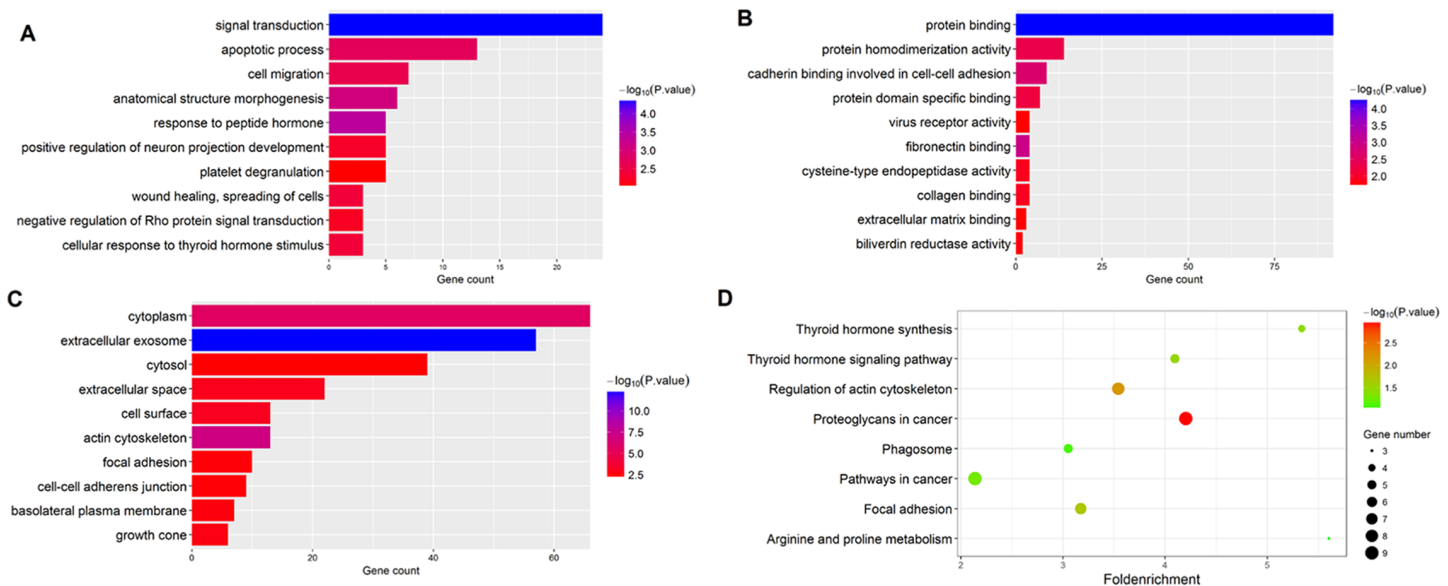 A
signal transduction
apoptotic process
cell migration
anatomical structure morphogenesis
response to peptide hormone
positive regulation of neuron projection development
platelet degranulation
wound healing, spreading of cells
negative regulation of Rho protein signal transduction
cellular response to thyroid hormone stimulus
0 5 10 15 20
Gene count
−log10(P.value)
4.0
3.5
3.0
2.5
B
protein binding
protein homodimerization activity
cadherin binding involved in cell-cell adhesion
protein domain specific binding
virus receptor activity
fibronectin binding
cysteine-type endopeptidase activity
collagen binding
extracellular matrix binding
biliverdin reductase activity
0 25 50 75
Gene count
−log10(P.value)
4.0
3.5
3.0
2.5
2.0
C
cytoplasm
extracellular exosome
cytosol
extracellular space
cell surface
actin cytoskeleton
focal adhesion
cell-cell adherens junction
basolateral plasma membrane
growth cone
0 20 40 60
Gene count
−log10(P.value)
10.0
7.5
5.0
2.5
D
Thyroid hormone synthesis
Thyroid hormone signaling pathway
Regulation of actin cytoskeleton
Proteoglycans in cancer
Phagosome
Pathways in cancer
Focal adhesion
Arginine and proline metabolism
2 3 4 5
Foldenrichment
−log10(P.value)
2.5
2.0
1.5
Gene number
3
4
5
6
7
8
9